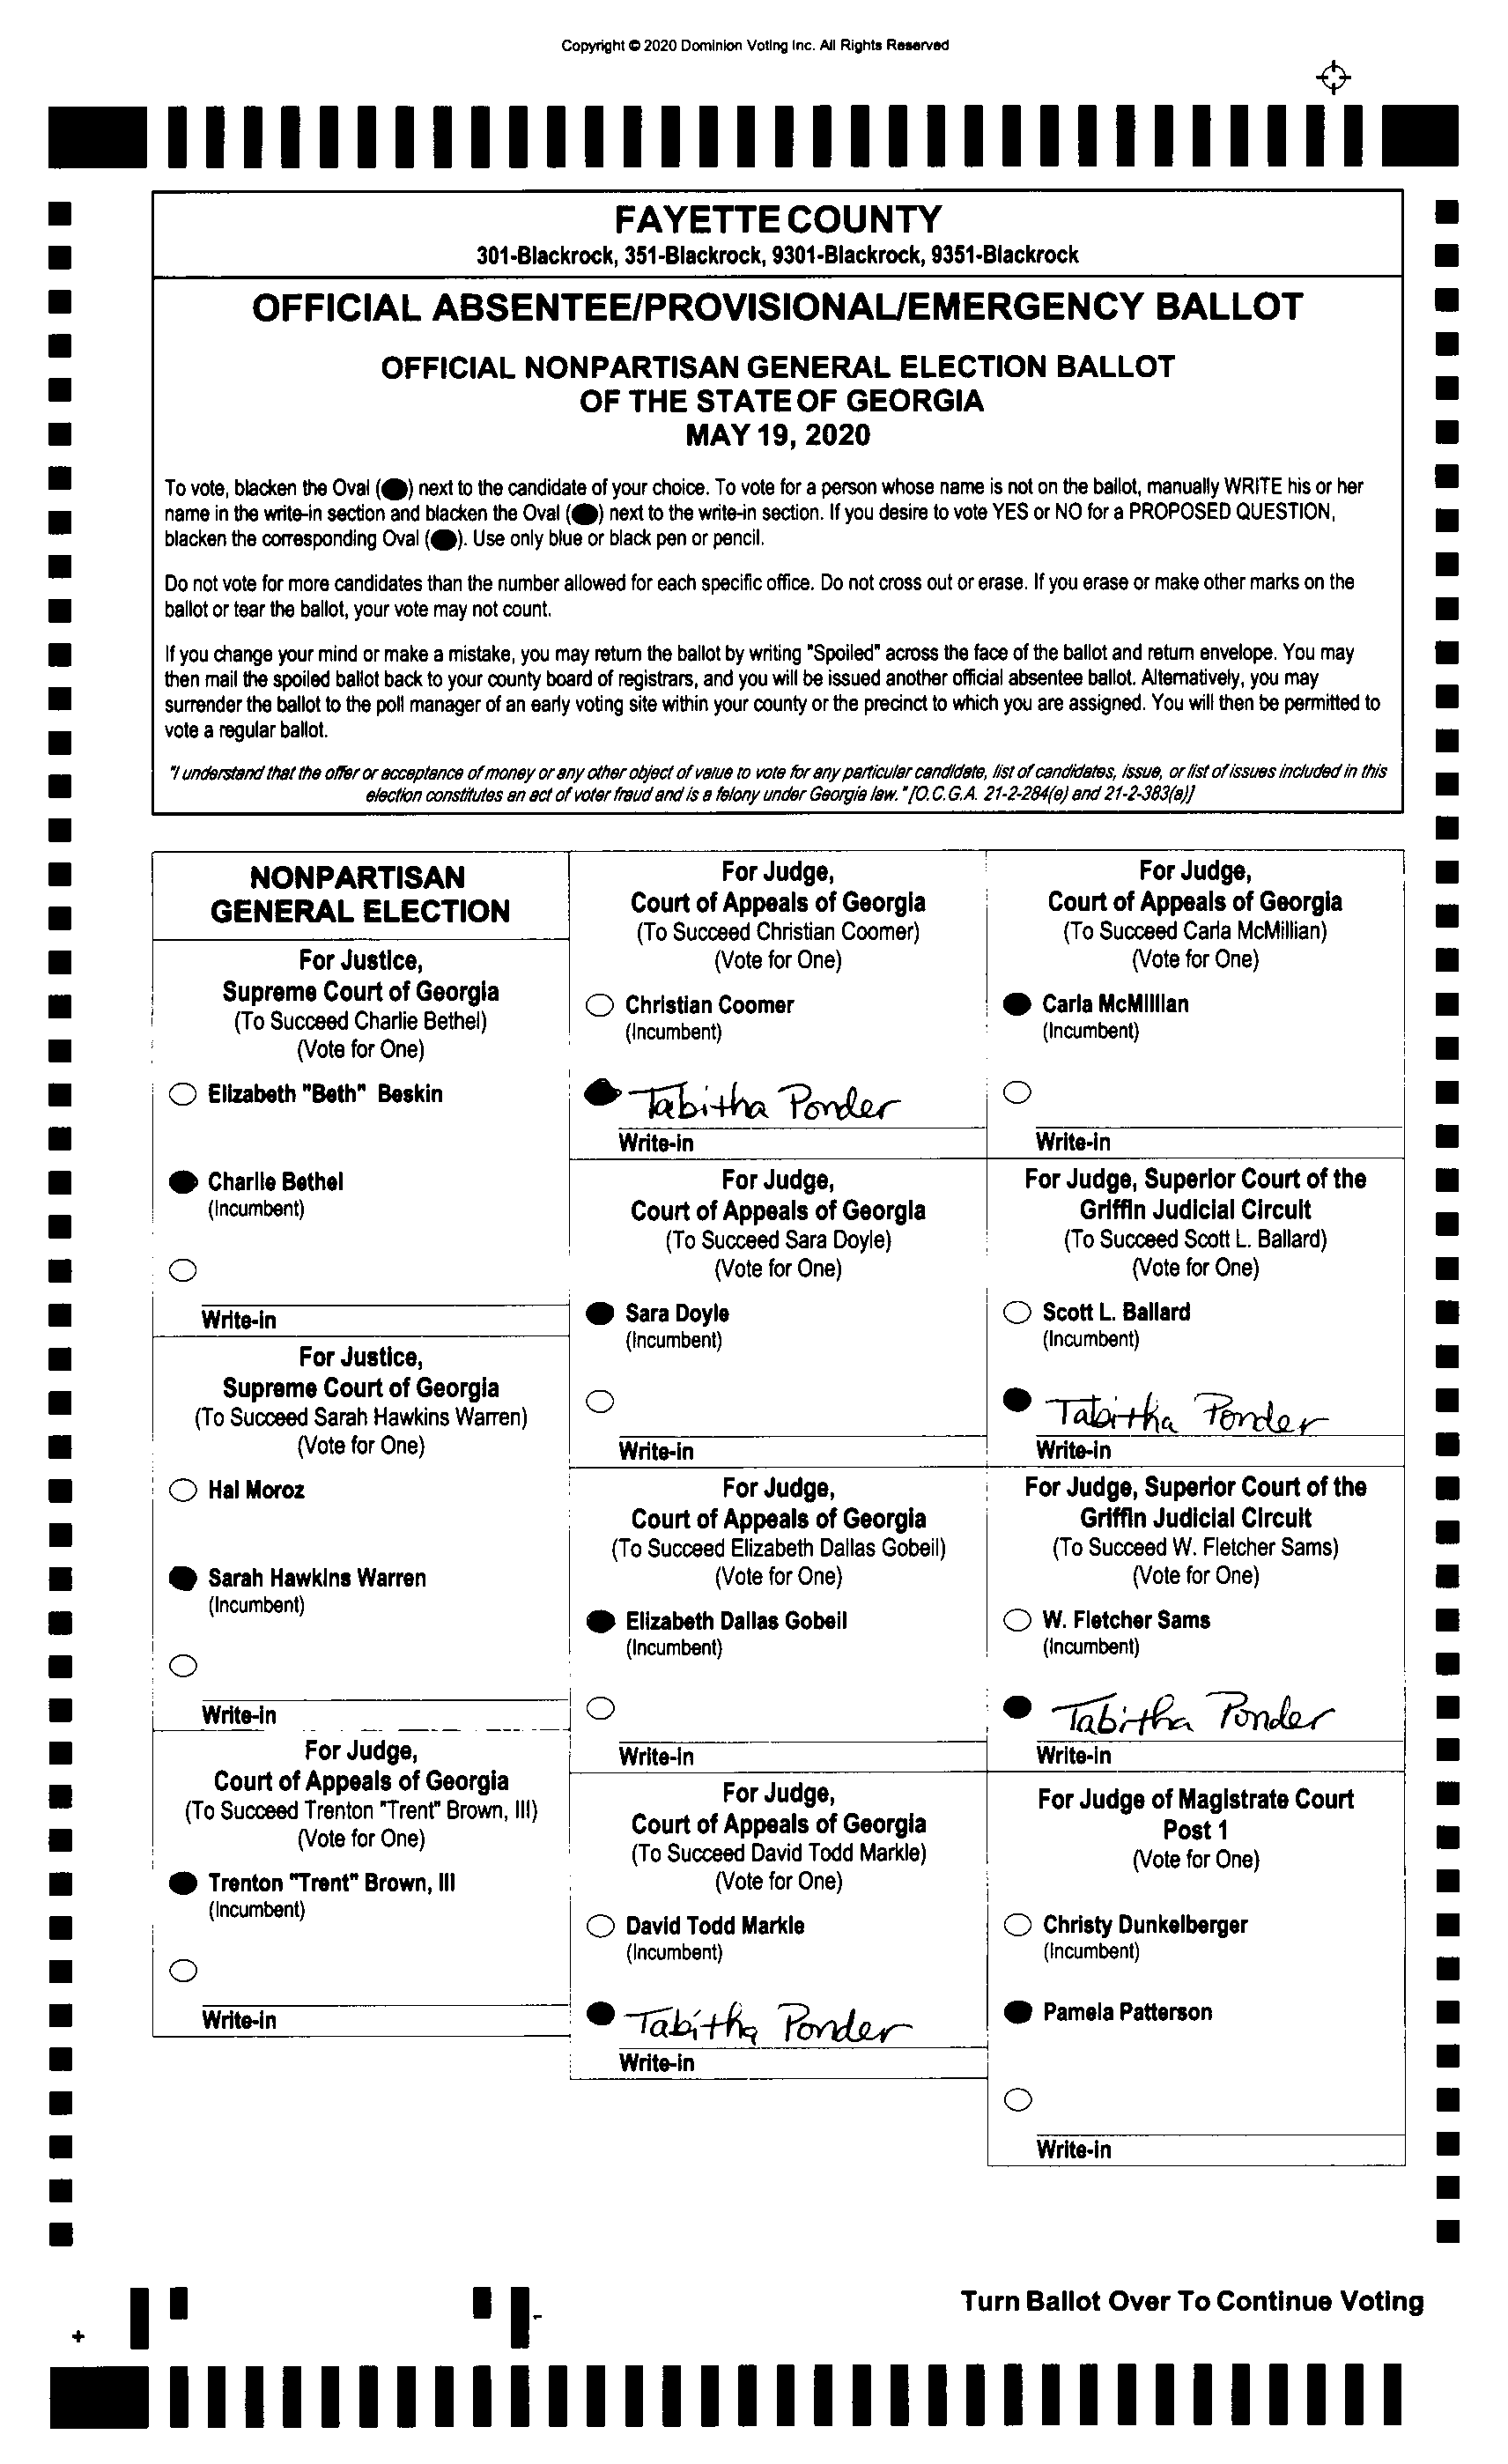 Copyright © 2020 Dominion Voting Inc. All Rights Reserved
FAYETTE COUNTY
301-Blackrock, 351-Blackrock, 9301-Blackrock, 9351-Blackrock
OFFICIAL ABSENTEE/PROVISIONAL/EMERGENCY BALLOT
OFFICIAL NONPARTISAN GENERAL ELECTION BALLOT
OF THE STATE OF GEORGIA
MAY 19, 2020
To vote, blacken the Oval (●) next to the candidate of your choice. To vote for a person whose name is not on the ballot, manually WRITE his or her
name in the write-in section and blacken the Oval (●) next to the write-in section. If you desire to vote YES or NO for a PROPOSED QUESTION,
blacken the corresponding Oval (●). Use only blue or black pen or pencil.
Do not vote for more candidates than the number allowed for each specific office. Do not cross out or erase. If you erase or make other marks on the
ballot or tear the ballot, your vote may not count.
If you change your mind or make a mistake, you may return the ballot by writing "Spoiled" across the face of the ballot and return envelope. You may
then mail the spoiled ballot back to your county board of registrars, and you will be issued another official absentee ballot. Alternatively, you may
surrender the ballot to the poll manager of an early voting site within your county or the precinct to which you are assigned. You will then be permitted to
vote a regular ballot.
"I understand that the offer or acceptance of money or any other object of value to vote for any particular candidate, list of candidates, issue, or list of issues included in this
election constitutes an act of voter fraud and is a felony under Georgia law." [O.C.G.A. 21-2-284(e) and 21-2-383(a)]
NONPARTISAN
GENERAL ELECTION
For Justice,
Supreme Court of Georgia
(To Succeed Charlie Bethel)
(Vote for One)
Elizabeth "Beth" Beskin
Charlie Bethel
(Incumbent)
Write-in
For Justice,
Supreme Court of Georgia
(To Succeed Sarah Hawkins Warren)
(Vote for One)
Hal Moroz
Sarah Hawkins Warren
(Incumbent)
Write-in
For Judge,
Court of Appeals of Georgia
(To Succeed Trenton "Trent" Brown, III)
(Vote for One)
Trenton "Trent" Brown, III
(Incumbent)
Write-in
For Judge,
Court of Appeals of Georgia
(To Succeed Christian Coomer)
(Vote for One)
Christian Coomer
(Incumbent)
Tabitha Ponder
Write-in
For Judge,
Court of Appeals of Georgia
(To Succeed Sara Doyle)
(Vote for One)
Sara Doyle
(Incumbent)
Write-in
For Judge,
Court of Appeals of Georgia
(To Succeed Elizabeth Dallas Gobeil)
(Vote for One)
Elizabeth Dallas Gobeil
(Incumbent)
Write-in
For Judge,
Court of Appeals of Georgia
(To Succeed David Todd Markle)
(Vote for One)
David Todd Markle
(Incumbent)
Tabitha Ponder
Write-in
For Judge,
Court of Appeals of Georgia
(To Succeed Carla McMillian)
(Vote for One)
Carla McMillian
(Incumbent)
Write-in
For Judge, Superior Court of the
Griffin Judicial Circuit
(To Succeed Scott L. Ballard)
(Vote for One)
Scott L. Ballard
(Incumbent)
Tabitha Ponder
Write-in
For Judge, Superior Court of the
Griffin Judicial Circuit
(To Succeed W. Fletcher Sams)
(Vote for One)
W. Fletcher Sams
(Incumbent)
Tabitha Ponder
Write-in
For Judge of Magistrate Court
Post 1
(Vote for One)
Christy Dunkelberger
(Incumbent)
Pamela Patterson
Write-in
Turn Ballot Over To Continue Voting